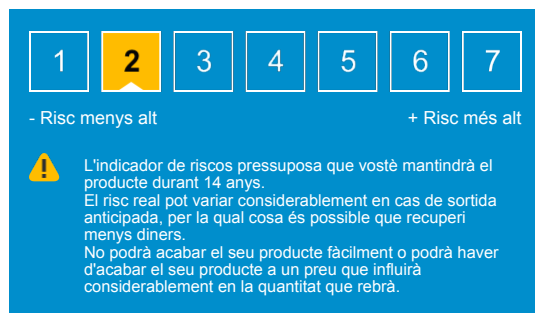 1 2 3 4 5 6 7
- Risc menys alt + Risc més alt
L'indicador de riscos pressuposa que vostè mantindrà el
producte durant 14 anys.
El risc real pot variar considerablement en cas de sortida
anticipada, per la qual cosa és possible que recuperi
menys diners.
No podrà acabar el seu producte fàcilment o podrà haver
d'acabar el seu producte a un preu que influirà
considerablement en la quantitat que rebrà.